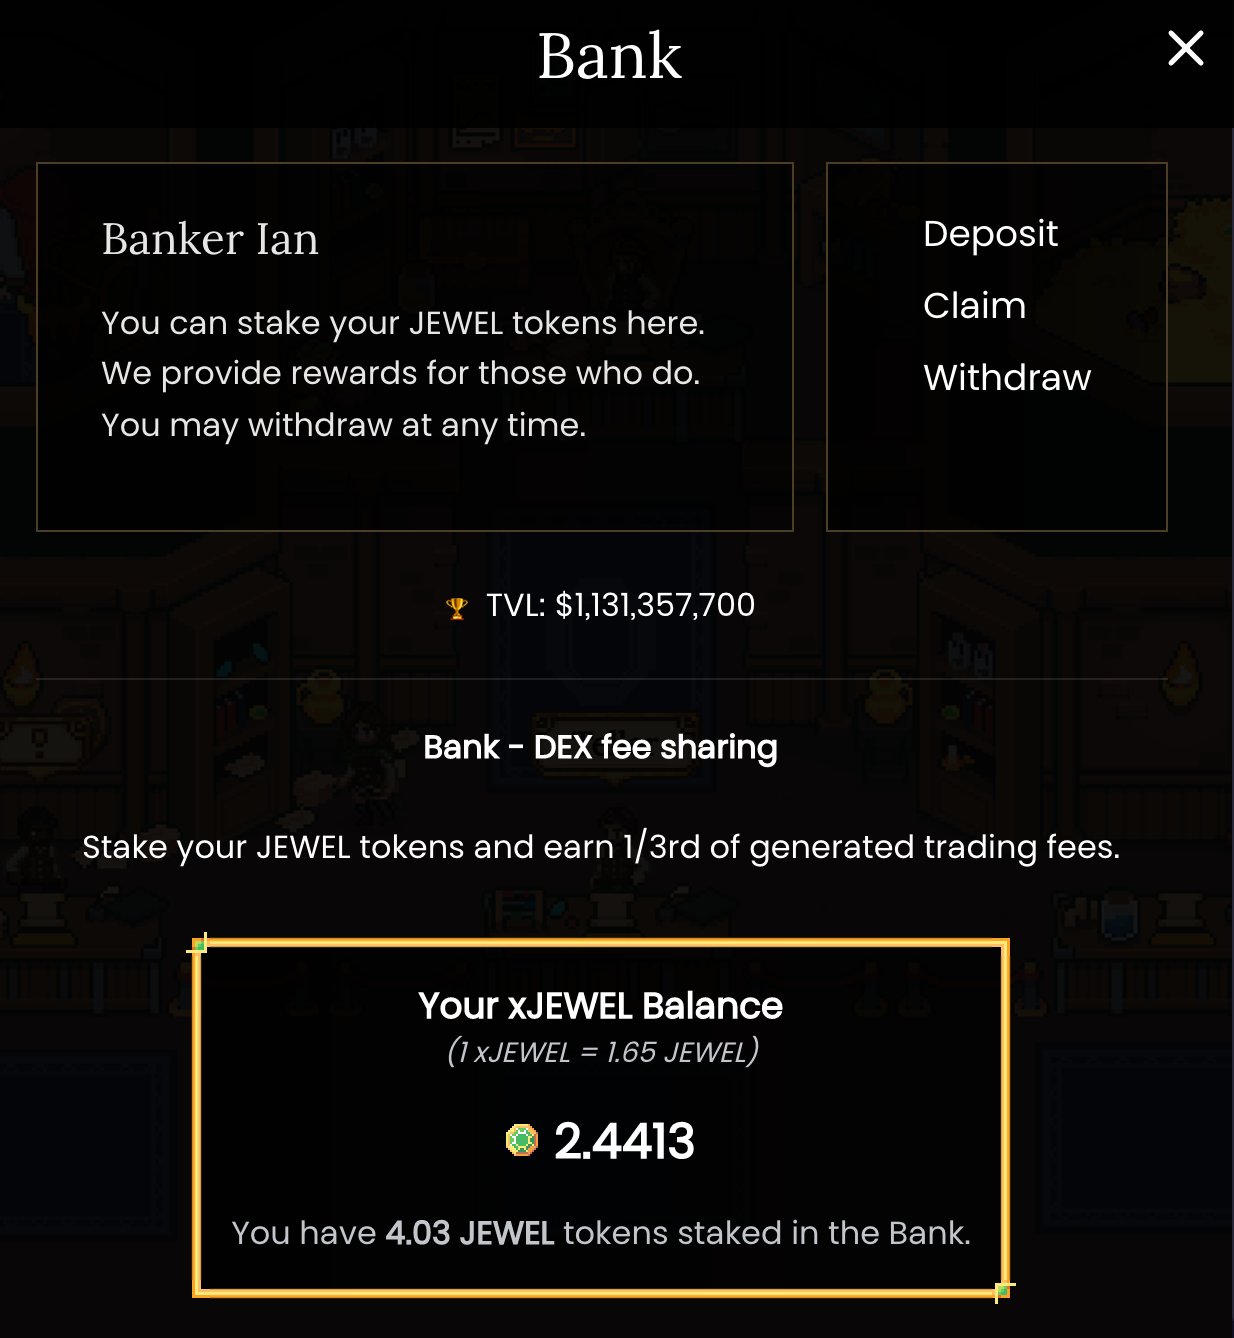 Bank
Banker Ian
You can stake your JEWEL tokens here.
We provide rewards for those who do.
You may withdraw at any time.
Deposit
Claim
Withdraw
TVL: $1,131,357,700
Bank - DEX fee sharing
Stake your JEWEL tokens and earn 1/3rd of generated trading fees.
Your xJEWEL Balance
(1 xJEWEL = 1.65 JEWEL)
2.4413
You have 4.03 JEWEL tokens staked in the Bank.